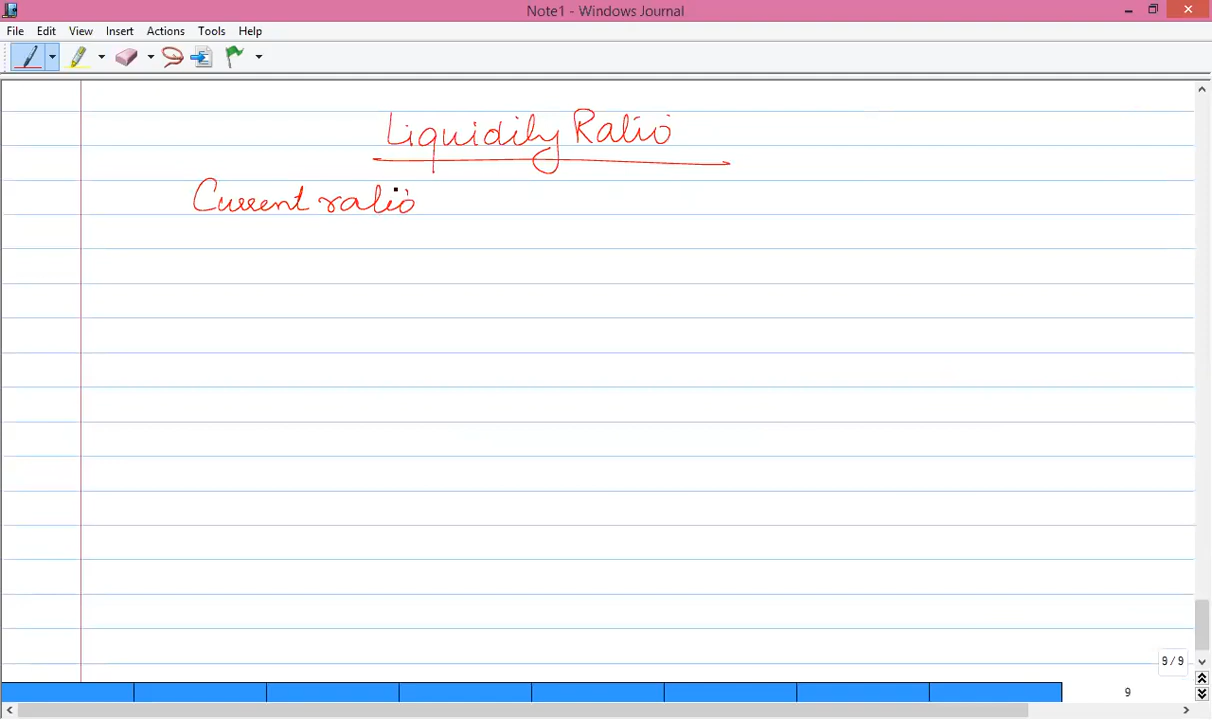 Note1 - Windows Journal
File Edit View Insert Actions Tools Help
Liquidity Ratio
Current ratio
9 / 9
9